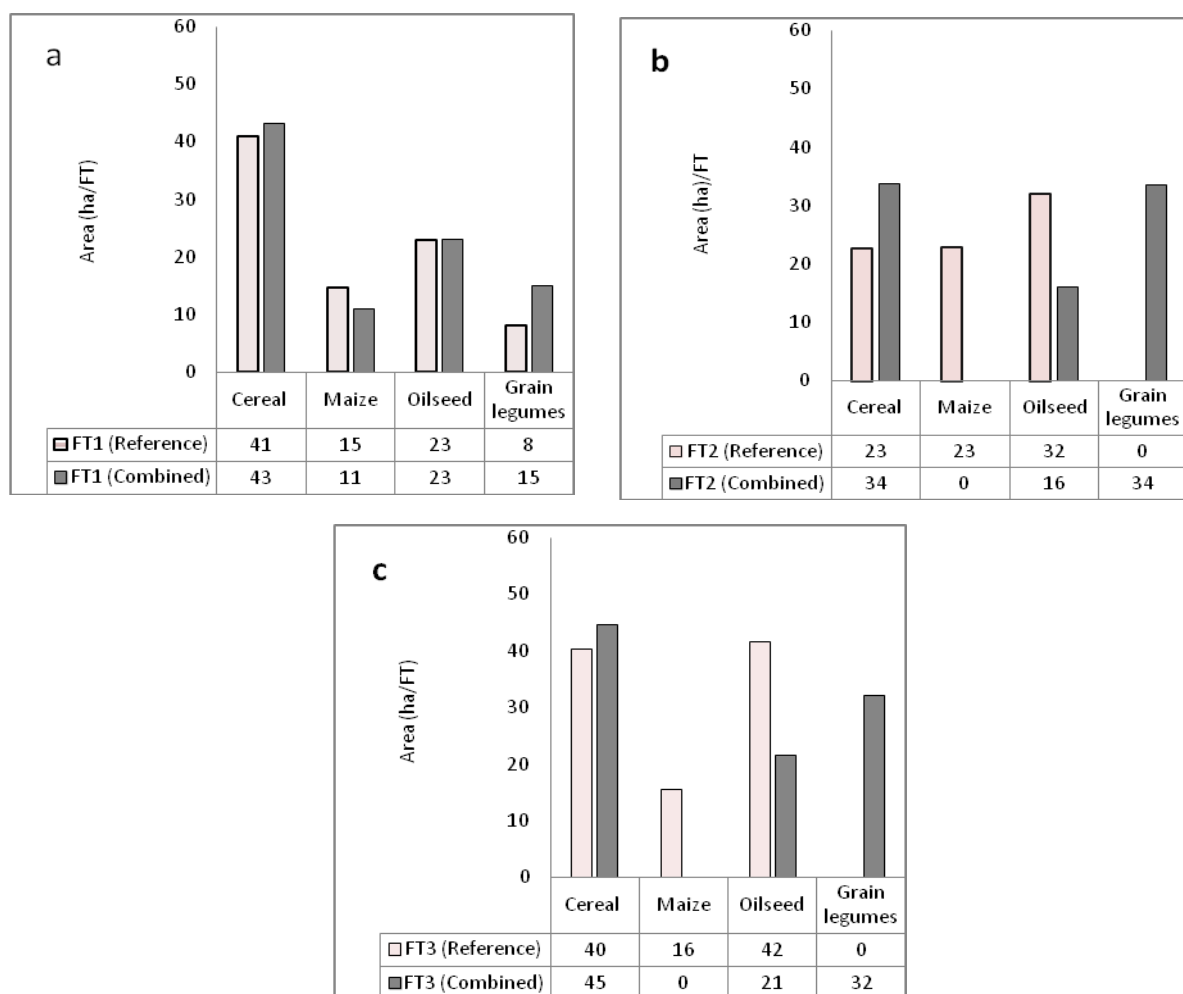 a
60
50
40
30
20
10
0
Area (ha/FT)
Cereal Maize Oilseed Grain
legumes
FT1 (Reference) 41 15 23 8
FT1 (Combined) 43 11 23 15
b
60
50
40
30
20
10
0
Area (ha)/FT
Cereal Maize Oilseed Grain
legumes
FT2 (Reference) 23 23 32 0
FT2 (Combined) 34 0 16 34
c
60
50
40
30
20
10
0
Area (ha/FT)
Cereal Maize Oilseed Grain
legumes
FT3 (Reference) 40 16 42 0
FT3 (Combined) 45 0 21 32